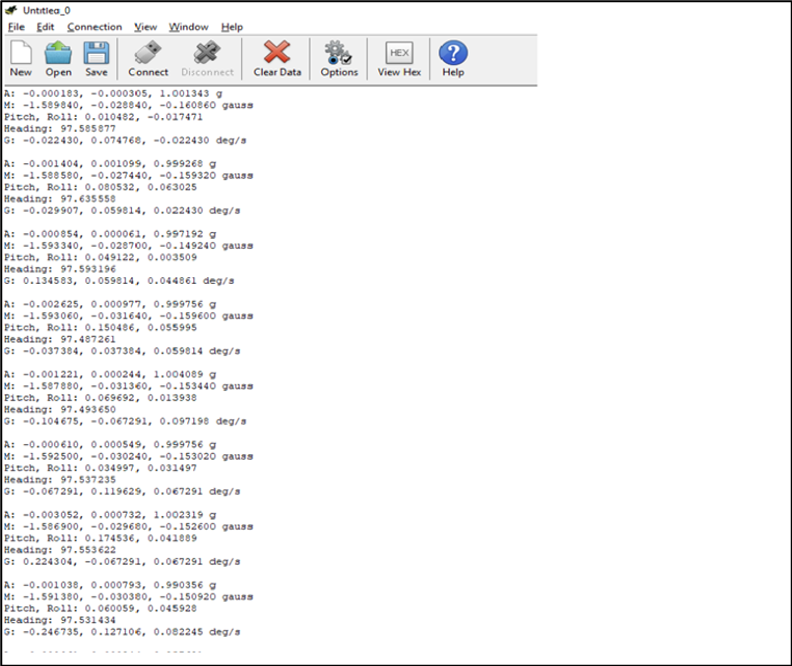 Untitled_0
File Edit Connection View Window Help
New Open Save Connect Disconnect Clear Data Options HEX View Hex ? Help
A: -0.000183, -0.000305, 1.001343 g
M: -1.589840, -0.028840, -0.160860 gauss
Pitch, Roll: 0.010482, -0.017471
Heading: 97.585877
G: -0.022430, 0.074768, -0.022430 deg/s
A: -0.001404, 0.001099, 0.999268 g
M: -1.588580, -0.027440, -0.159320 gauss
Pitch, Roll: 0.080532, 0.063025
Heading: 97.635558
G: -0.029907, 0.059814, 0.022430 deg/s
A: -0.000854, 0.000061, 0.997192 g
M: -1.593340, -0.028700, -0.149240 gauss
Pitch, Roll: 0.049122, 0.003509
Heading: 97.593196
G: 0.134583, 0.059814, 0.044861 deg/s
A: -0.002625, 0.000977, 0.999756 g
M: -1.593060, -0.031640, -0.159600 gauss
Pitch, Roll: 0.150486, 0.055995
Heading: 97.487261
G: -0.037384, 0.037384, 0.059814 deg/s
A: -0.001221, 0.000244, 1.004089 g
M: -1.587880, -0.031360, -0.153440 gauss
Pitch, Roll: 0.069692, 0.013938
Heading: 97.493650
G: -0.104675, -0.067291, 0.097198 deg/s
A: -0.000610, 0.000549, 0.999756 g
M: -1.592500, -0.030240, -0.153020 gauss
Pitch, Roll: 0.034997, 0.031497
Heading: 97.537235
G: -0.067291, 0.119629, 0.067291 deg/s
A: -0.003052, 0.000732, 1.002319 g
M: -1.586900, -0.029680, -0.152600 gauss
Pitch, Roll: 0.174536, 0.041889
Heading: 97.553622
G: 0.224304, -0.067291, 0.067291 deg/s
A: -0.001038, 0.000793, 0.990356 g
M: -1.591380, -0.030380, -0.150920 gauss
Pitch, Roll: 0.060059, 0.045928
Heading: 97.531434
G: -0.246735, 0.127106, 0.082245 deg/s